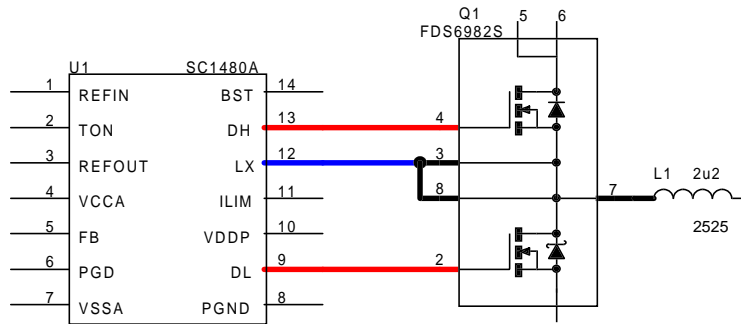 Q1
FDS6982S
5 6
U1 SC1480A
1 REFIN BST 14
2 TON DH 13 4
3 REFOUT LX 12 3
4 VCCA ILIM 11 8 7 L1 2u2
5 FB VDDP 10 2525
6 PGD DL 9 2
7 VSSA PGND 8
1